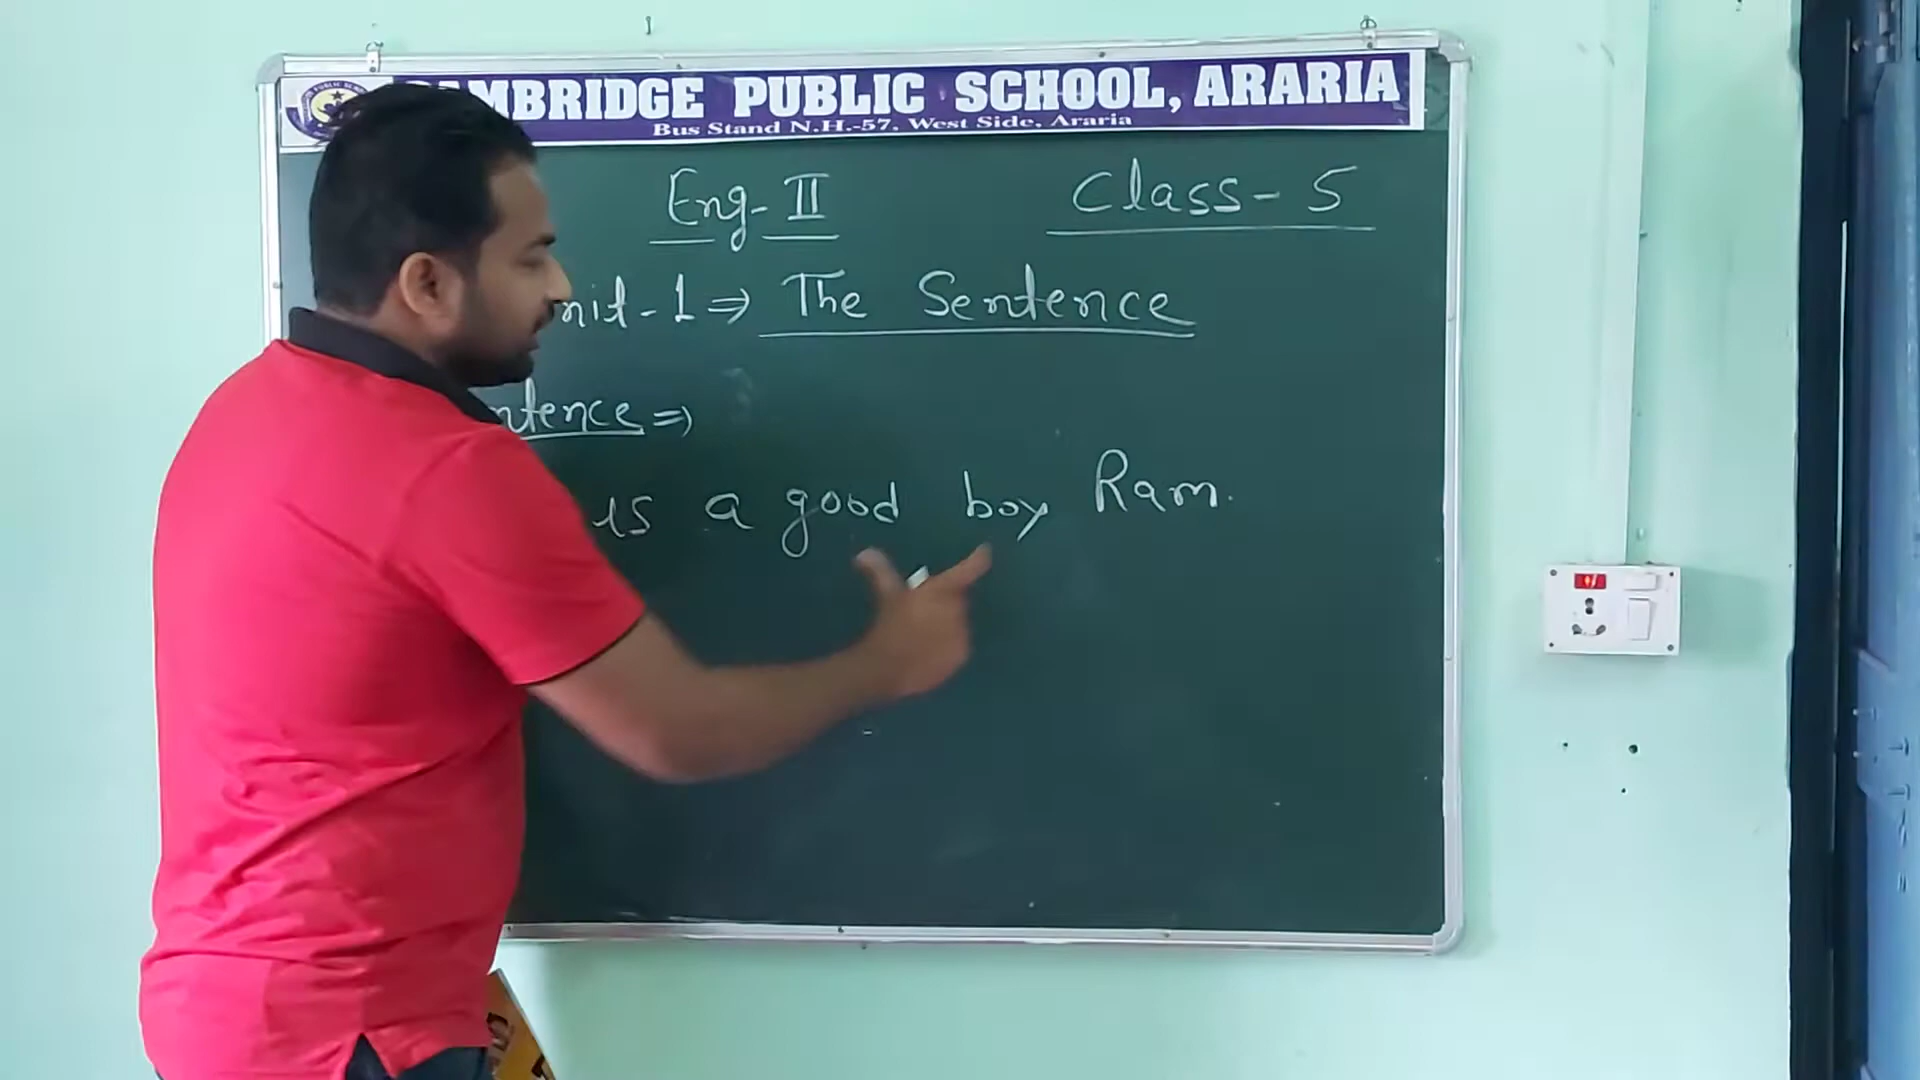 CAMBRIDGE PUBLIC SCHOOL, ARARIA
Bus Stand N.H.-57, West Side, Araria
Eng-II Class-5
nit-1⇒ The Sentence
ntence⇒
is a good boy Ram.